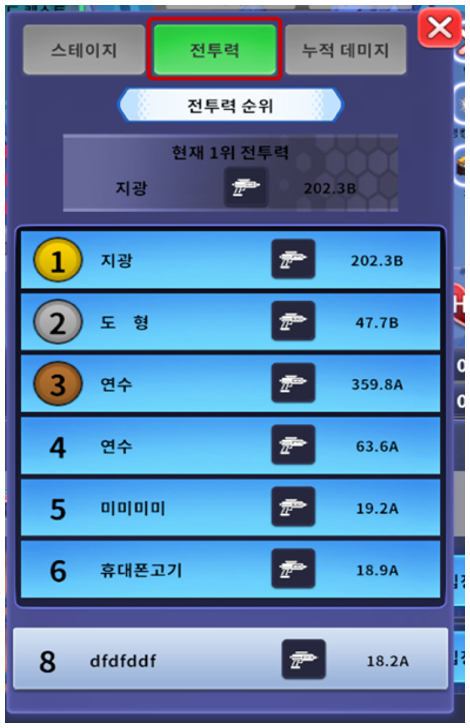 스테이지 전투력 누적 데미지
전투력 순위
현재 1위 전투력
지광 202.3B
1 지광 202.3B
2 도 형 47.7B
3 연수 359.8A
4 연수 63.6A
5 미미미미 19.2A
6 휴대폰고기 18.9A
8 dfdfddf 18.2A